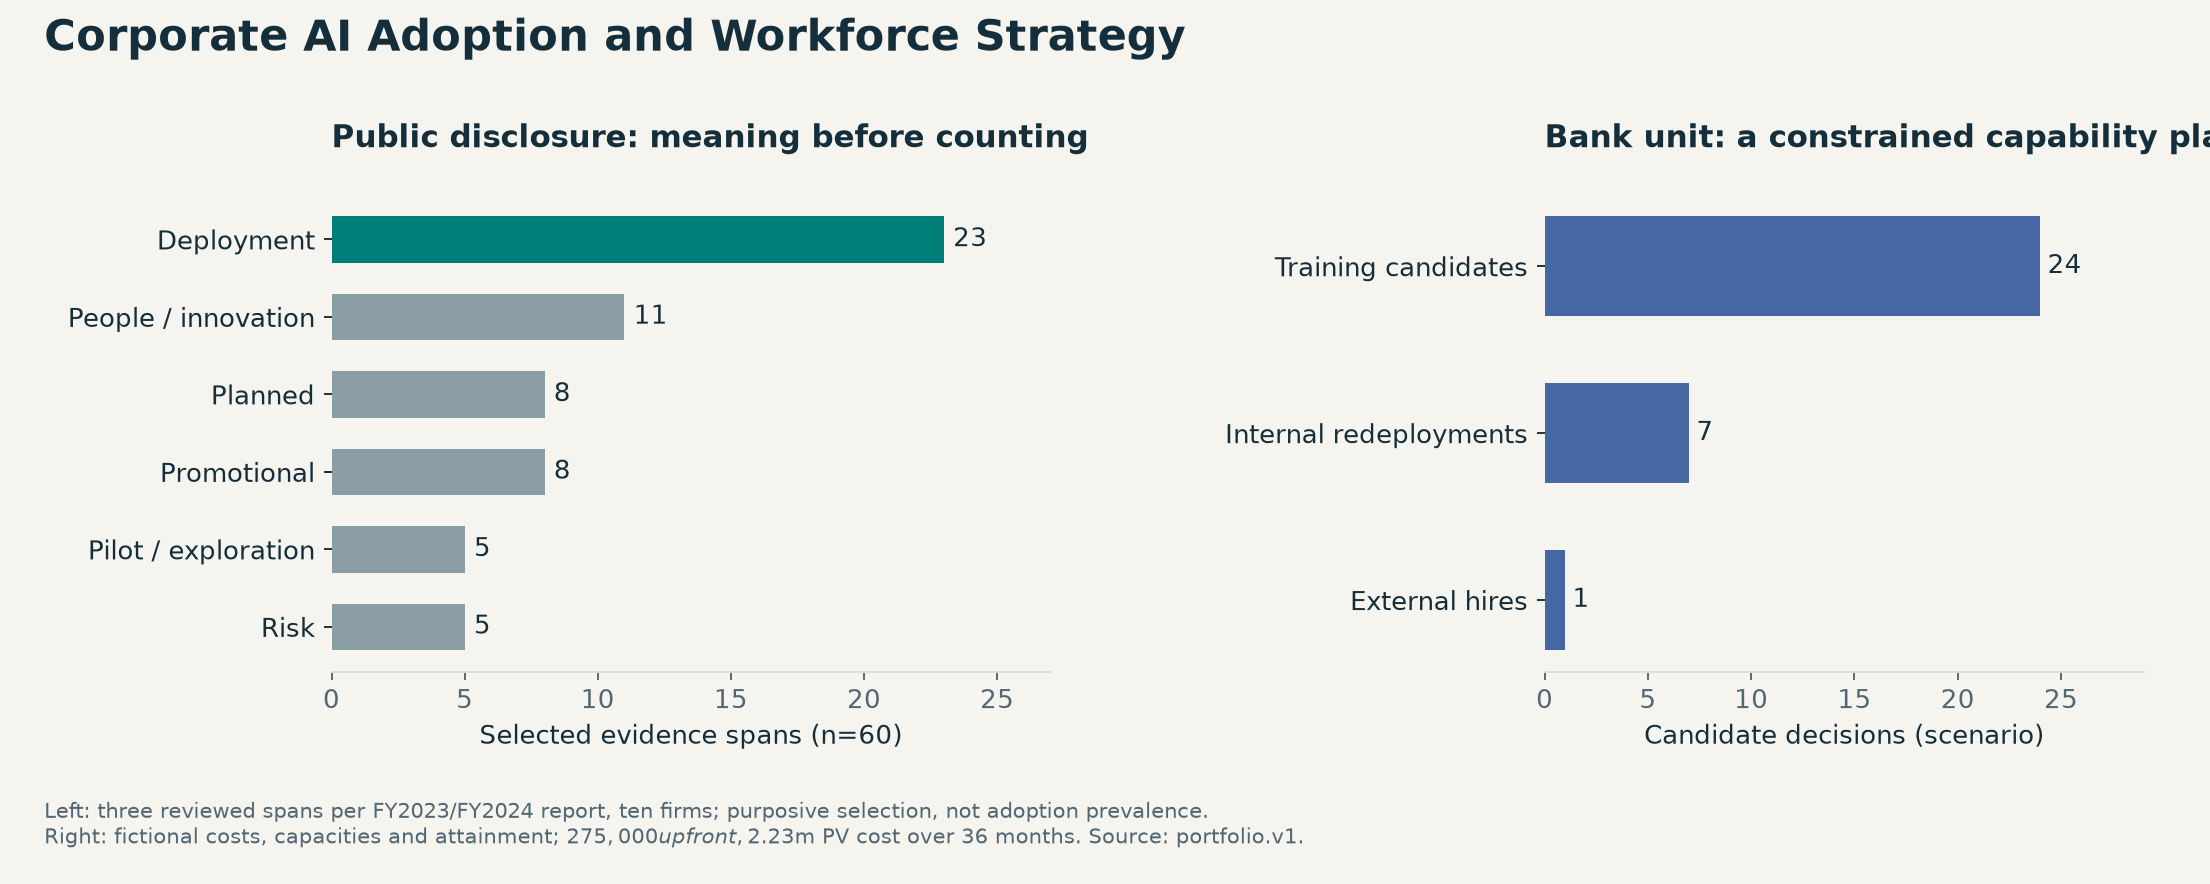 Corporate AI Adoption and Workforce Strategy
Public disclosure: meaning before counting
Deployment 23
People / innovation 11
Planned 8
Promotional 8
Pilot / exploration 5
Risk 5
0 5 10 15 20 25
Selected evidence spans (n=60)
Bank unit: a constrained capability pla
Training candidates 24
Internal redeployments 7
External hires 1
0 5 10 15 20 25
Candidate decisions (scenario)
Left: three reviewed spans per FY2023/FY2024 report, ten firms; purposive selection, not adoption prevalence.
Right: fictional costs, capacities and attainment; 275,000upfront,2.23m PV cost over 36 months. Source: portfolio.v1.